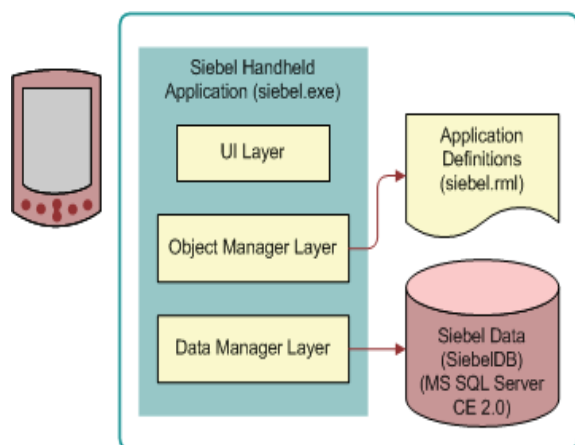 Siebel Handheld
Application (siebel.exe)
UI Layer
Object Manager Layer
Data Manager Layer
Application
Definitions
(siebel.rml)
Siebel Data
(SiebelDB)
(MS SQL Server
CE 2.0)